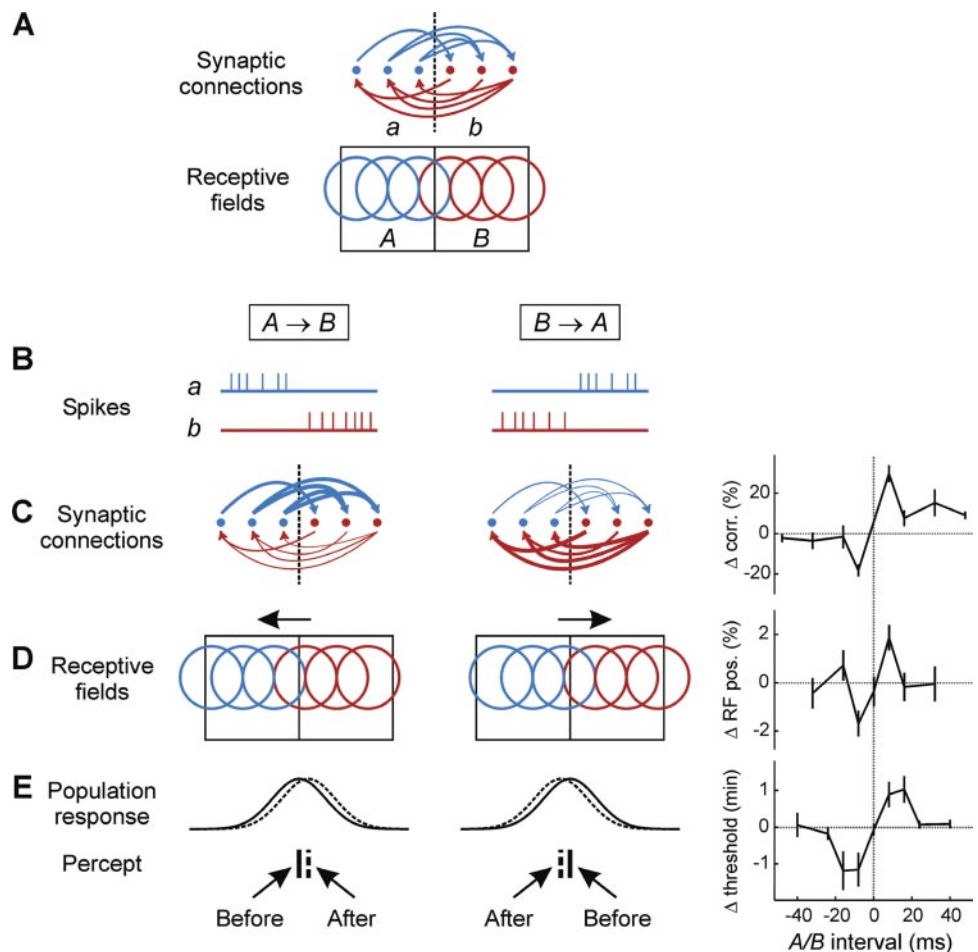 A
Synaptic
connections
a
b
Receptive
fields
A
B
A → B
B → A
B
Spikes
a
b
C
Synaptic
connections
Δ corr. (%)
20
0
-20
D
Receptive
fields
Δ RF pos. (%)
2
0
-2
E
Population
response
Percept
Before
After
After
Before
Δ threshold (min)
1
0
-1
-40
-20
0
20
40
A/B interval (ms)